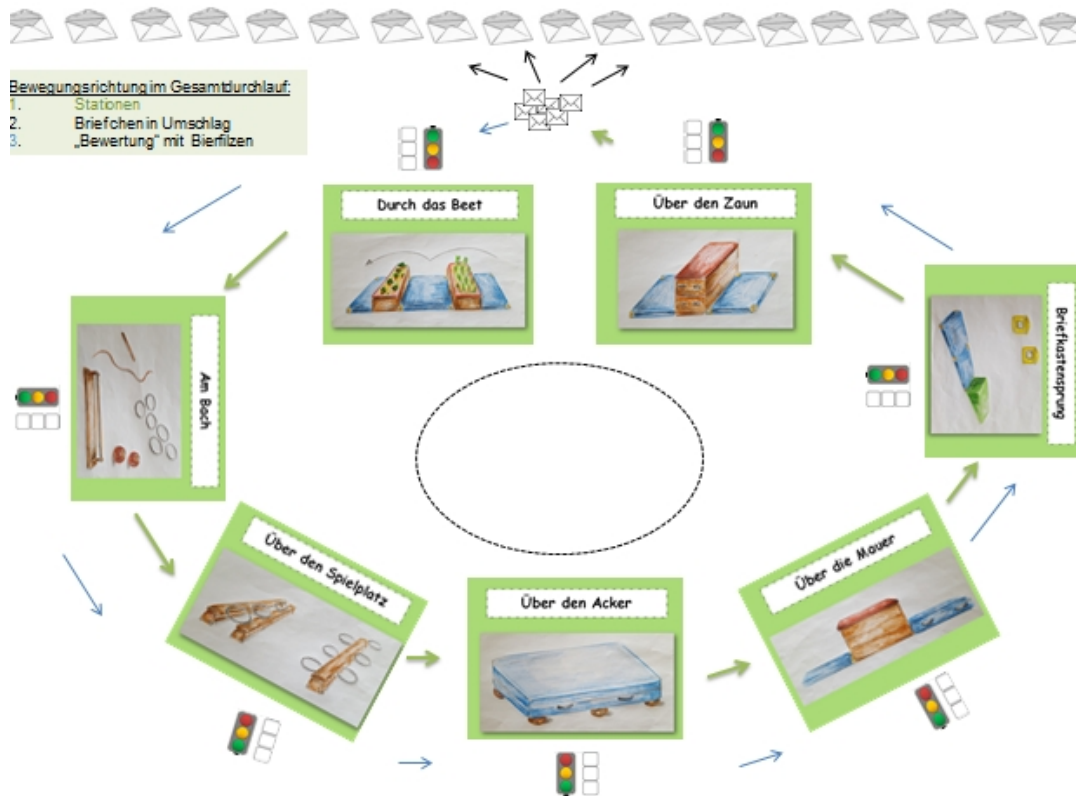 Bewegungsrichtung im Gesamtdurchlauf:
1. Stationen
2. Briefchen in Umschlag
3. „Bewertung“ mit Bierfilzen
Durch das Beet
Über den Zaun
Am Bach
Briefkastensprung
Über den Spielplatz
Über den Acker
Über die Mauer